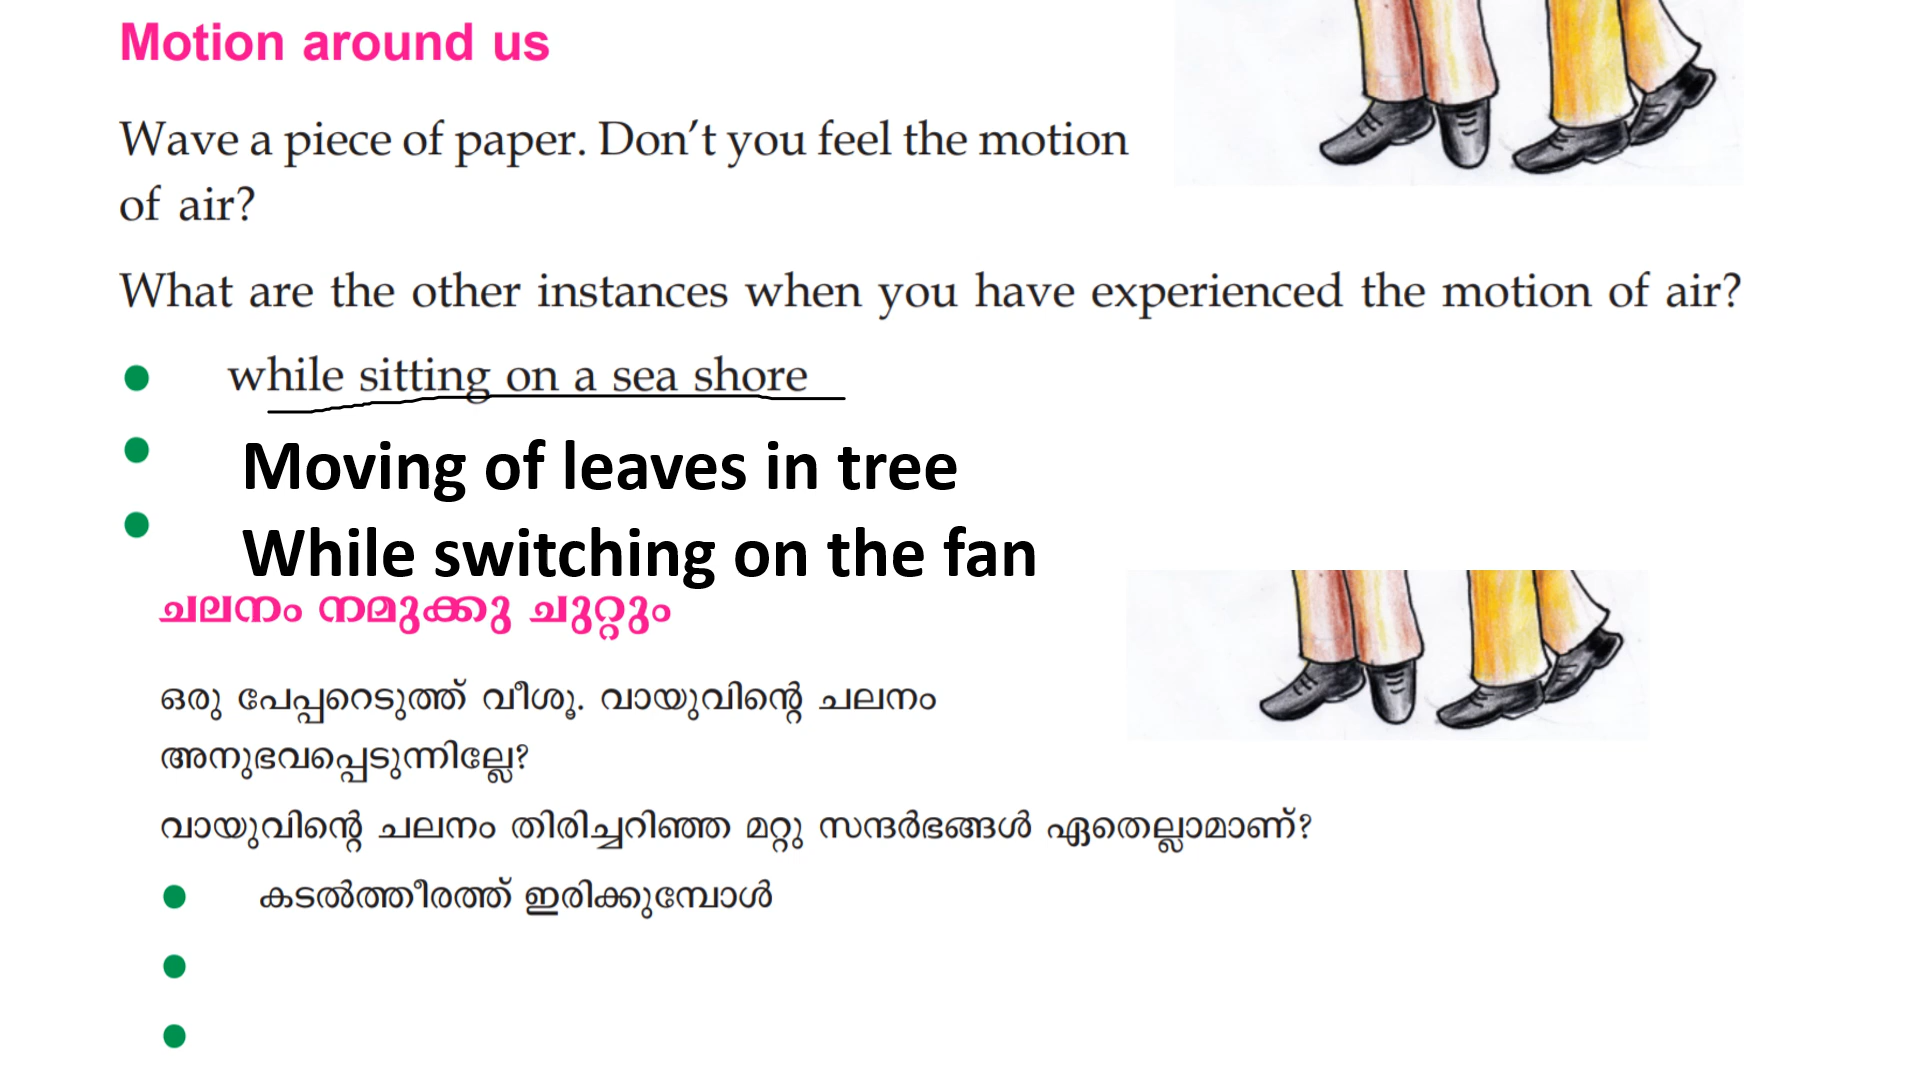 Motion around us
Wave a piece of paper. Don't you feel the motion
of air?
What are the other instances when you have experienced the motion of air?
while sitting on a sea shore
Moving of leaves in tree
While switching on the fan
ചലനം നമുക്കു ചുറ്റും
ഒരു പേപ്പറെടുത്ത് വീശൂ. വായുവിന്റെ ചലനം
അനുഭവപ്പെടുന്നില്ലേ?
വായുവിന്റെ ചലനം തിരിച്ചറിഞ്ഞ മറ്റു സന്ദർഭങ്ങൾ ഏതെല്ലാമാണ്?
കടൽത്തീരത്ത് ഇരിക്കുമ്പോൾ